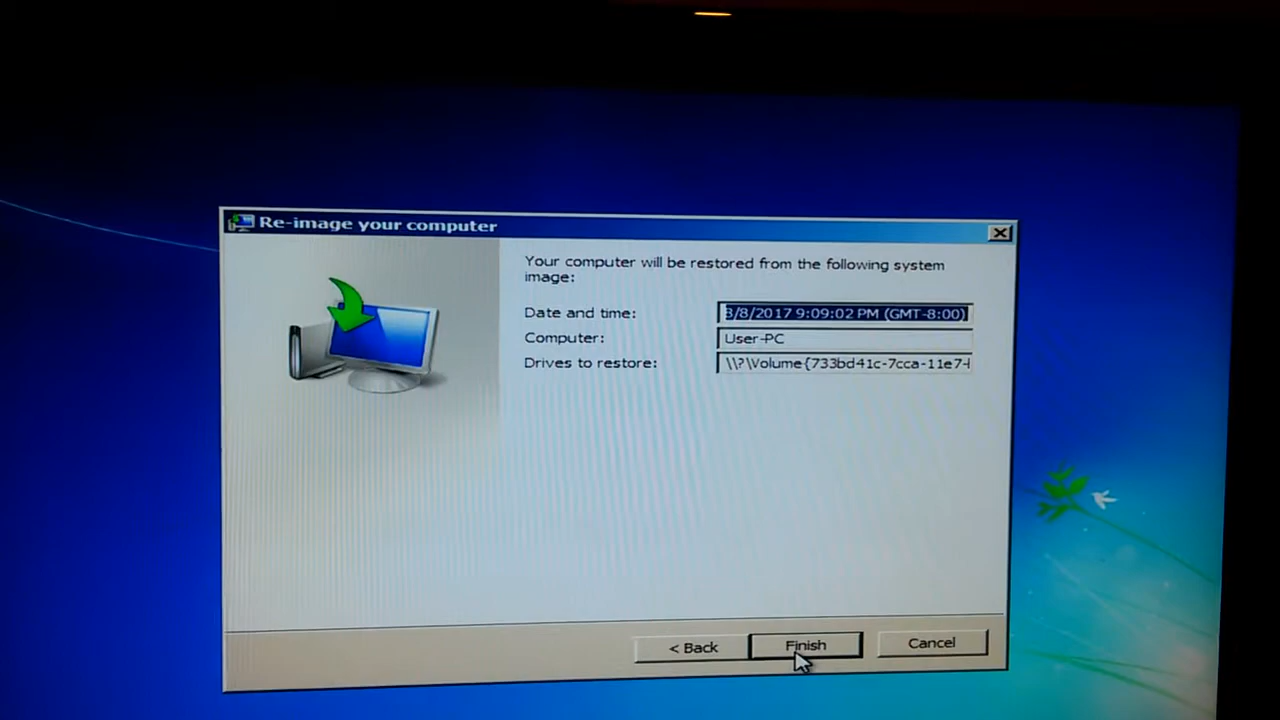 Re-image your computer
Your computer will be restored from the following system
image:
Date and time: 8/8/2017 9:09:02 PM (GMT-8:00)
Computer: User-PC
Drives to restore: \\?\Volume{733bd41c-7cca-11e7-
< Back Finish Cancel